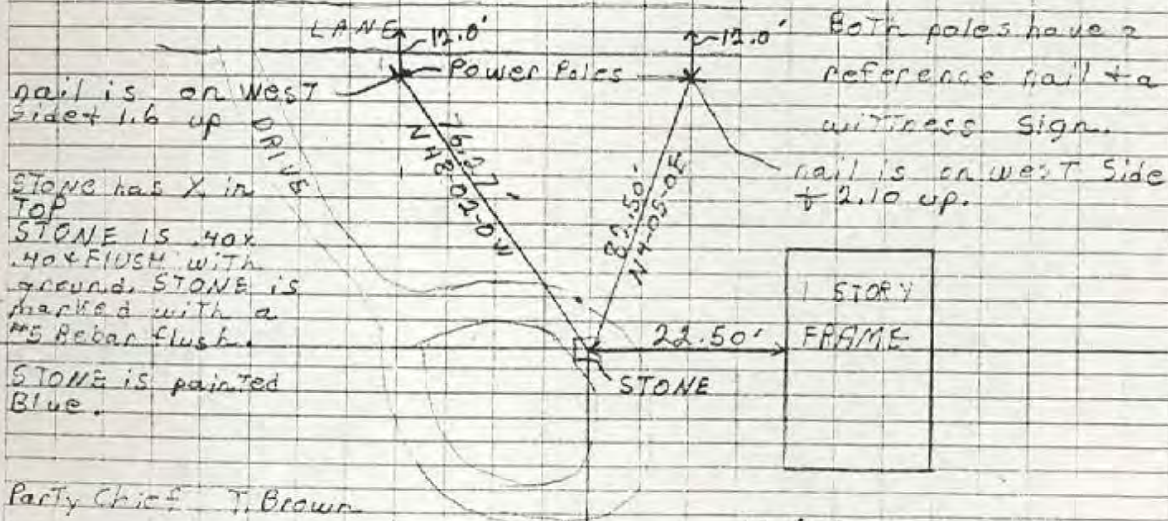 LANE
12.0'
12.0'
Power Poles
Both poles have a
reference nail + a
wittness sign.
nail is on west
side + 1.6 up
DRIVE
76.27'
N48-02-0W
82.50'
N4-05-0E
nail is on west side
+ 2.10 up.
STONE has X in
TOP
STONE IS .40x
.40 + FLUSH with
ground. STONE is
marked with a
#5 Rebar flush.
STONE is painted
Blue.
1 STORY
FRAME
22.50'
STONE
Party Chief T. Brown